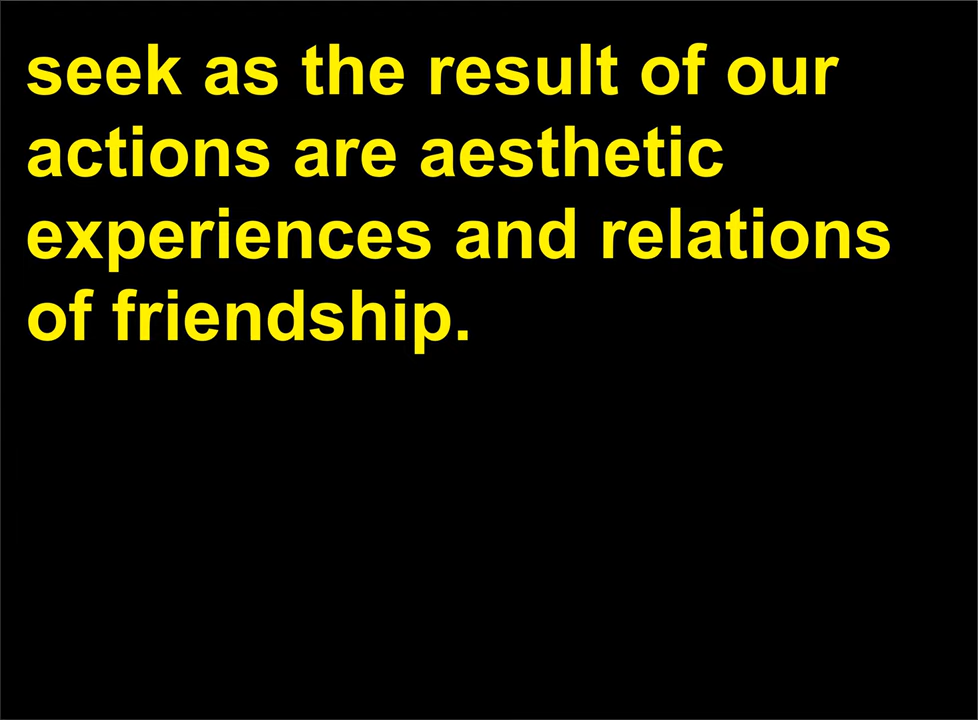 seek as the result of our
actions are aesthetic
experiences and relations
of friendship.